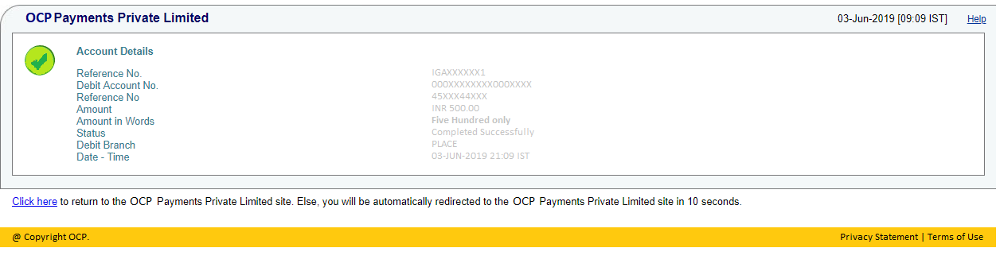 OCP Payments Private Limited 03-Jun-2019 [09:09 IST] Help
Account Details
Reference No. IGAXXXXXX1
Debit Account No. 000XXXXXXXX000XXXX
Reference No 45XXX44XXX
Amount INR 500.00
Amount in Words Five Hundred only
Status Completed Successfully
Debit Branch PLACE
Date - Time 03-JUN-2019 21:09 IST
Click here to return to the OCP Payments Private Limited site. Else, you will be automatically redirected to the OCP Payments Private Limited site in 10 seconds.
@ Copyright OCP. Privacy Statement | Terms of Use